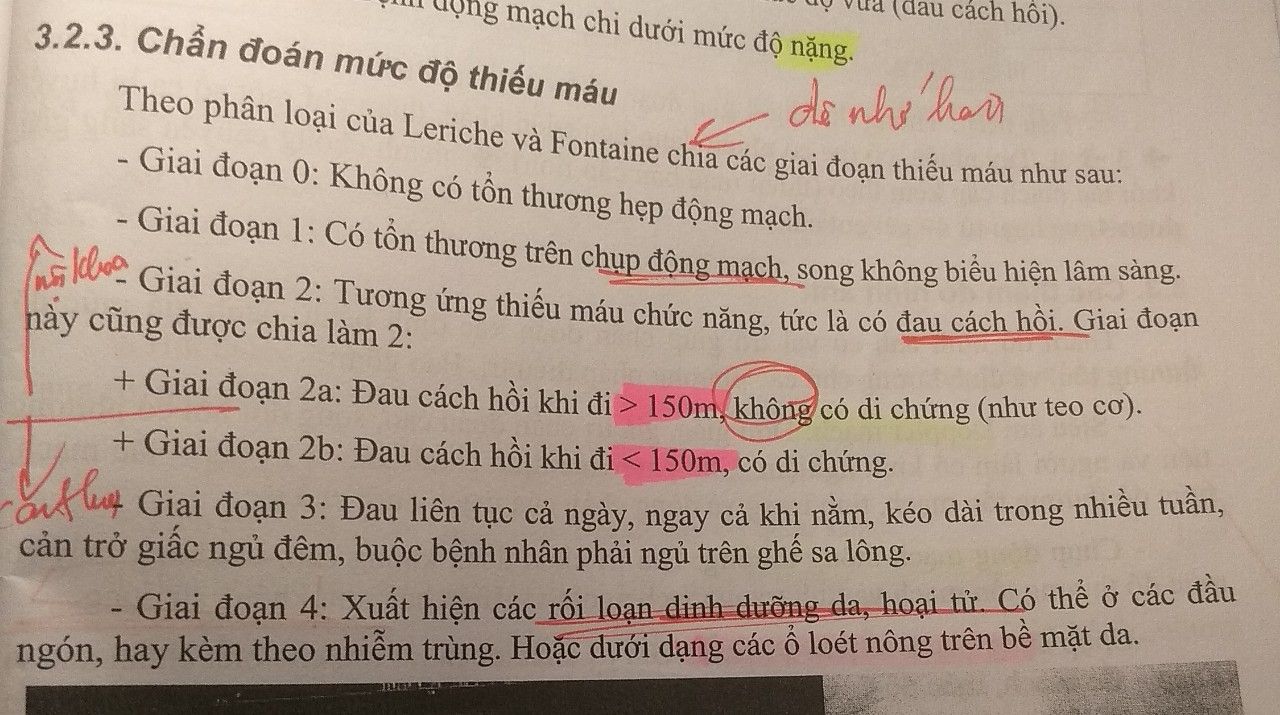 độ vừa (đau cách hồi).
động mạch chi dưới mức độ nặng.
3.2.3. Chẩn đoán mức độ thiếu máu
dễ nhớ hơn
Theo phân loại của Leriche và Fontaine chia các giai đoạn thiếu máu như sau:
- Giai đoạn 0: Không có tổn thương hẹp động mạch.
- Giai đoạn 1: Có tổn thương trên chụp động mạch, song không biểu hiện lâm sàng.
nội khoa
- Giai đoạn 2: Tương ứng thiếu máu chức năng, tức là có đau cách hồi. Giai đoạn
này cũng được chia làm 2:
+ Giai đoạn 2a: Đau cách hồi khi đi > 150m, không có di chứng (như teo cơ).
+ Giai đoạn 2b: Đau cách hồi khi đi < 150m, có di chứng.
Giai đoạn 3: Đau liên tục cả ngày, ngay cả khi nằm, kéo dài trong nhiều tuần,
cản trở giấc ngủ đêm, buộc bệnh nhân phải ngủ trên ghế sa lông.
- Giai đoạn 4: Xuất hiện các rối loạn dinh dưỡng da, hoại tử. Có thể ở các đầu
ngón, hay kèm theo nhiễm trùng. Hoặc dưới dạng các ổ loét nông trên bề mặt da.